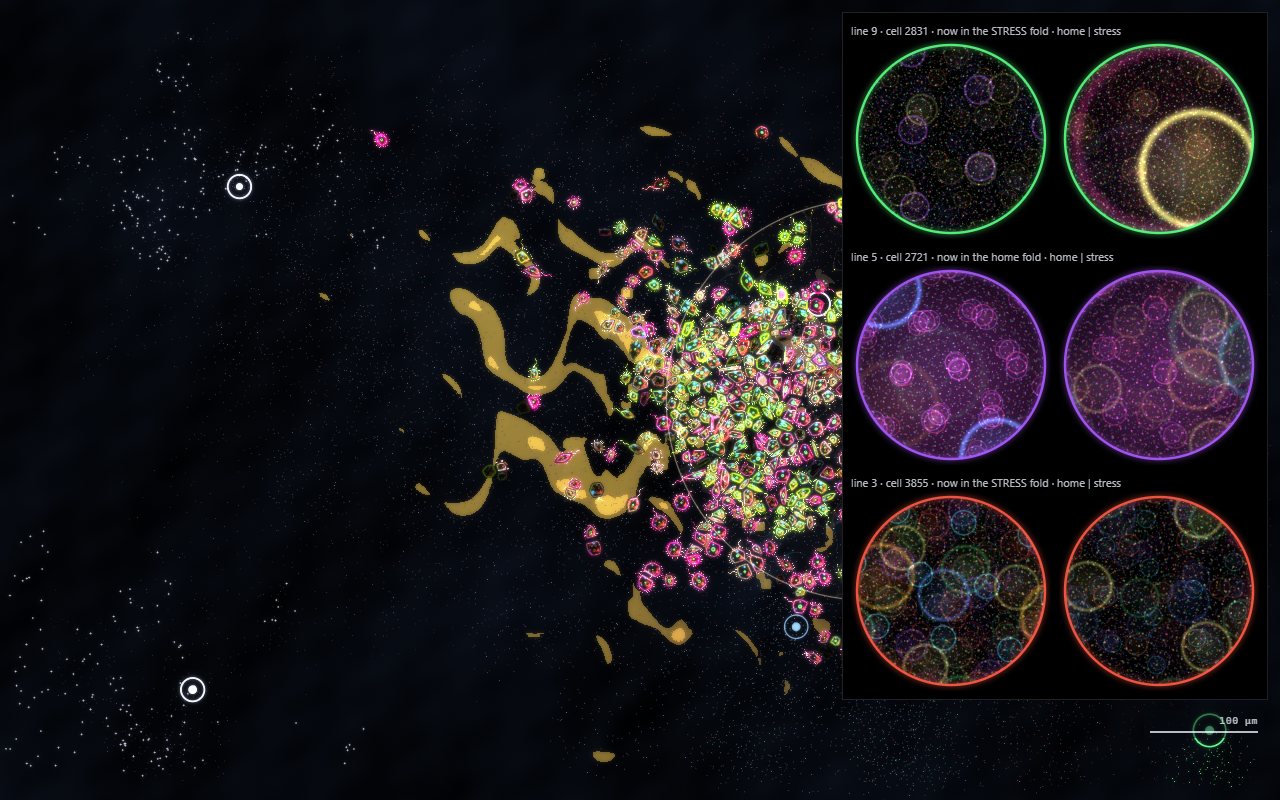 line 9 · cell 2831 · now in the STRESS fold · home | stress
line 5 · cell 2721 · now in the home fold · home | stress
line 3 · cell 3855 · now in the STRESS fold · home | stress
100 μm